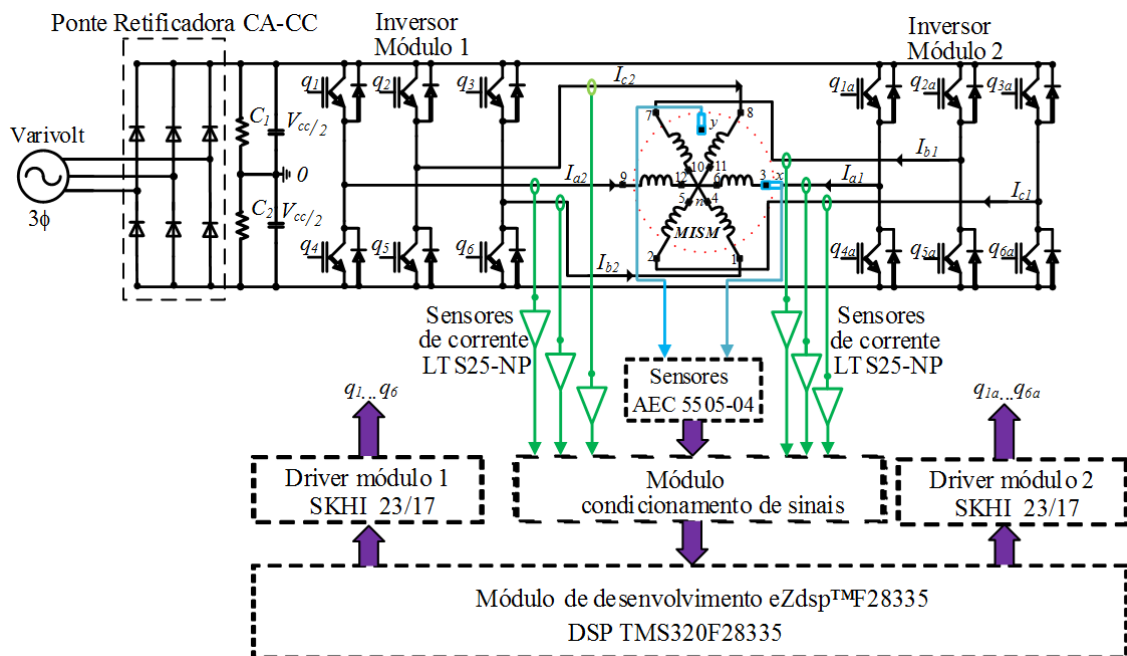 Ponte Retificadora CA-CC
Inversor
Módulo 1
Inversor
Módulo 2
Varivolt
3ϕ
C1
Vcc/2
0
C2
Vcc/2
q1
q2
q3
q4
q5
q6
Ic2
Ia2
Ib2
7
8
y
10
11
9
12
6
3
x
5
n
4
MISM
2
1
Ib1
Ia1
Ic1
q1a
q2a
q3a
q4a
q5a
q6a
Sensores
de corrente
LTS25-NP
Sensores
de corrente
LTS25-NP
Sensores
AEC 5505-04
q1...q6
q1a...q6a
Driver módulo 1
SKHI 23/17
Módulo
condicionamento de sinais
Driver módulo 2
SKHI 23/17
Módulo de desenvolvimento eZdsp™F28335
DSP TMS320F28335